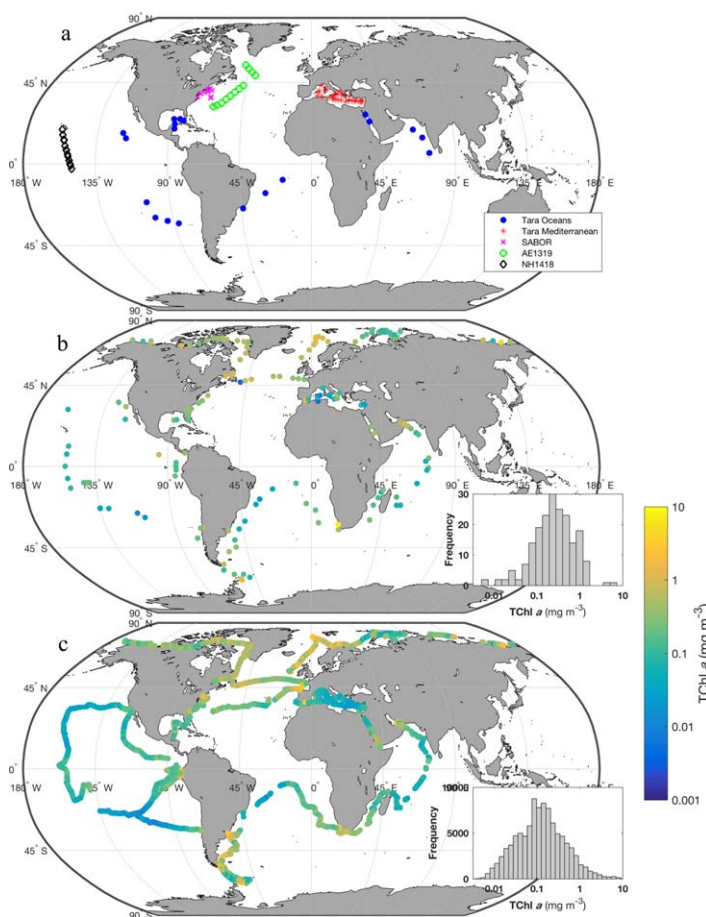 90° N
a
45° N
0°
180° W
135° W
90° W
45° W
0°
45° E
90° E
135° E
180° E
45° S
90° S
Tara Oceans
Tara Mediterranean
SABOR
AE1319
NH1418
90° N
b
45° N
0°
180° W
135° W
90° W
45° W
0°
45° E
45° S
90° S
30
20
10
0
Frequency
0.01 0.1 1 10
TChl a (mg m⁻³)
90° N
c
45° N
0°
180° W
135° W
90° W
45° W
0°
45° E
45° S
90° S
5000
0
Frequency
0.01 0.1 1 10
TChl a (mg m⁻³)
10
1
0.1
0.01
0.001
TChl a (mg m⁻³)